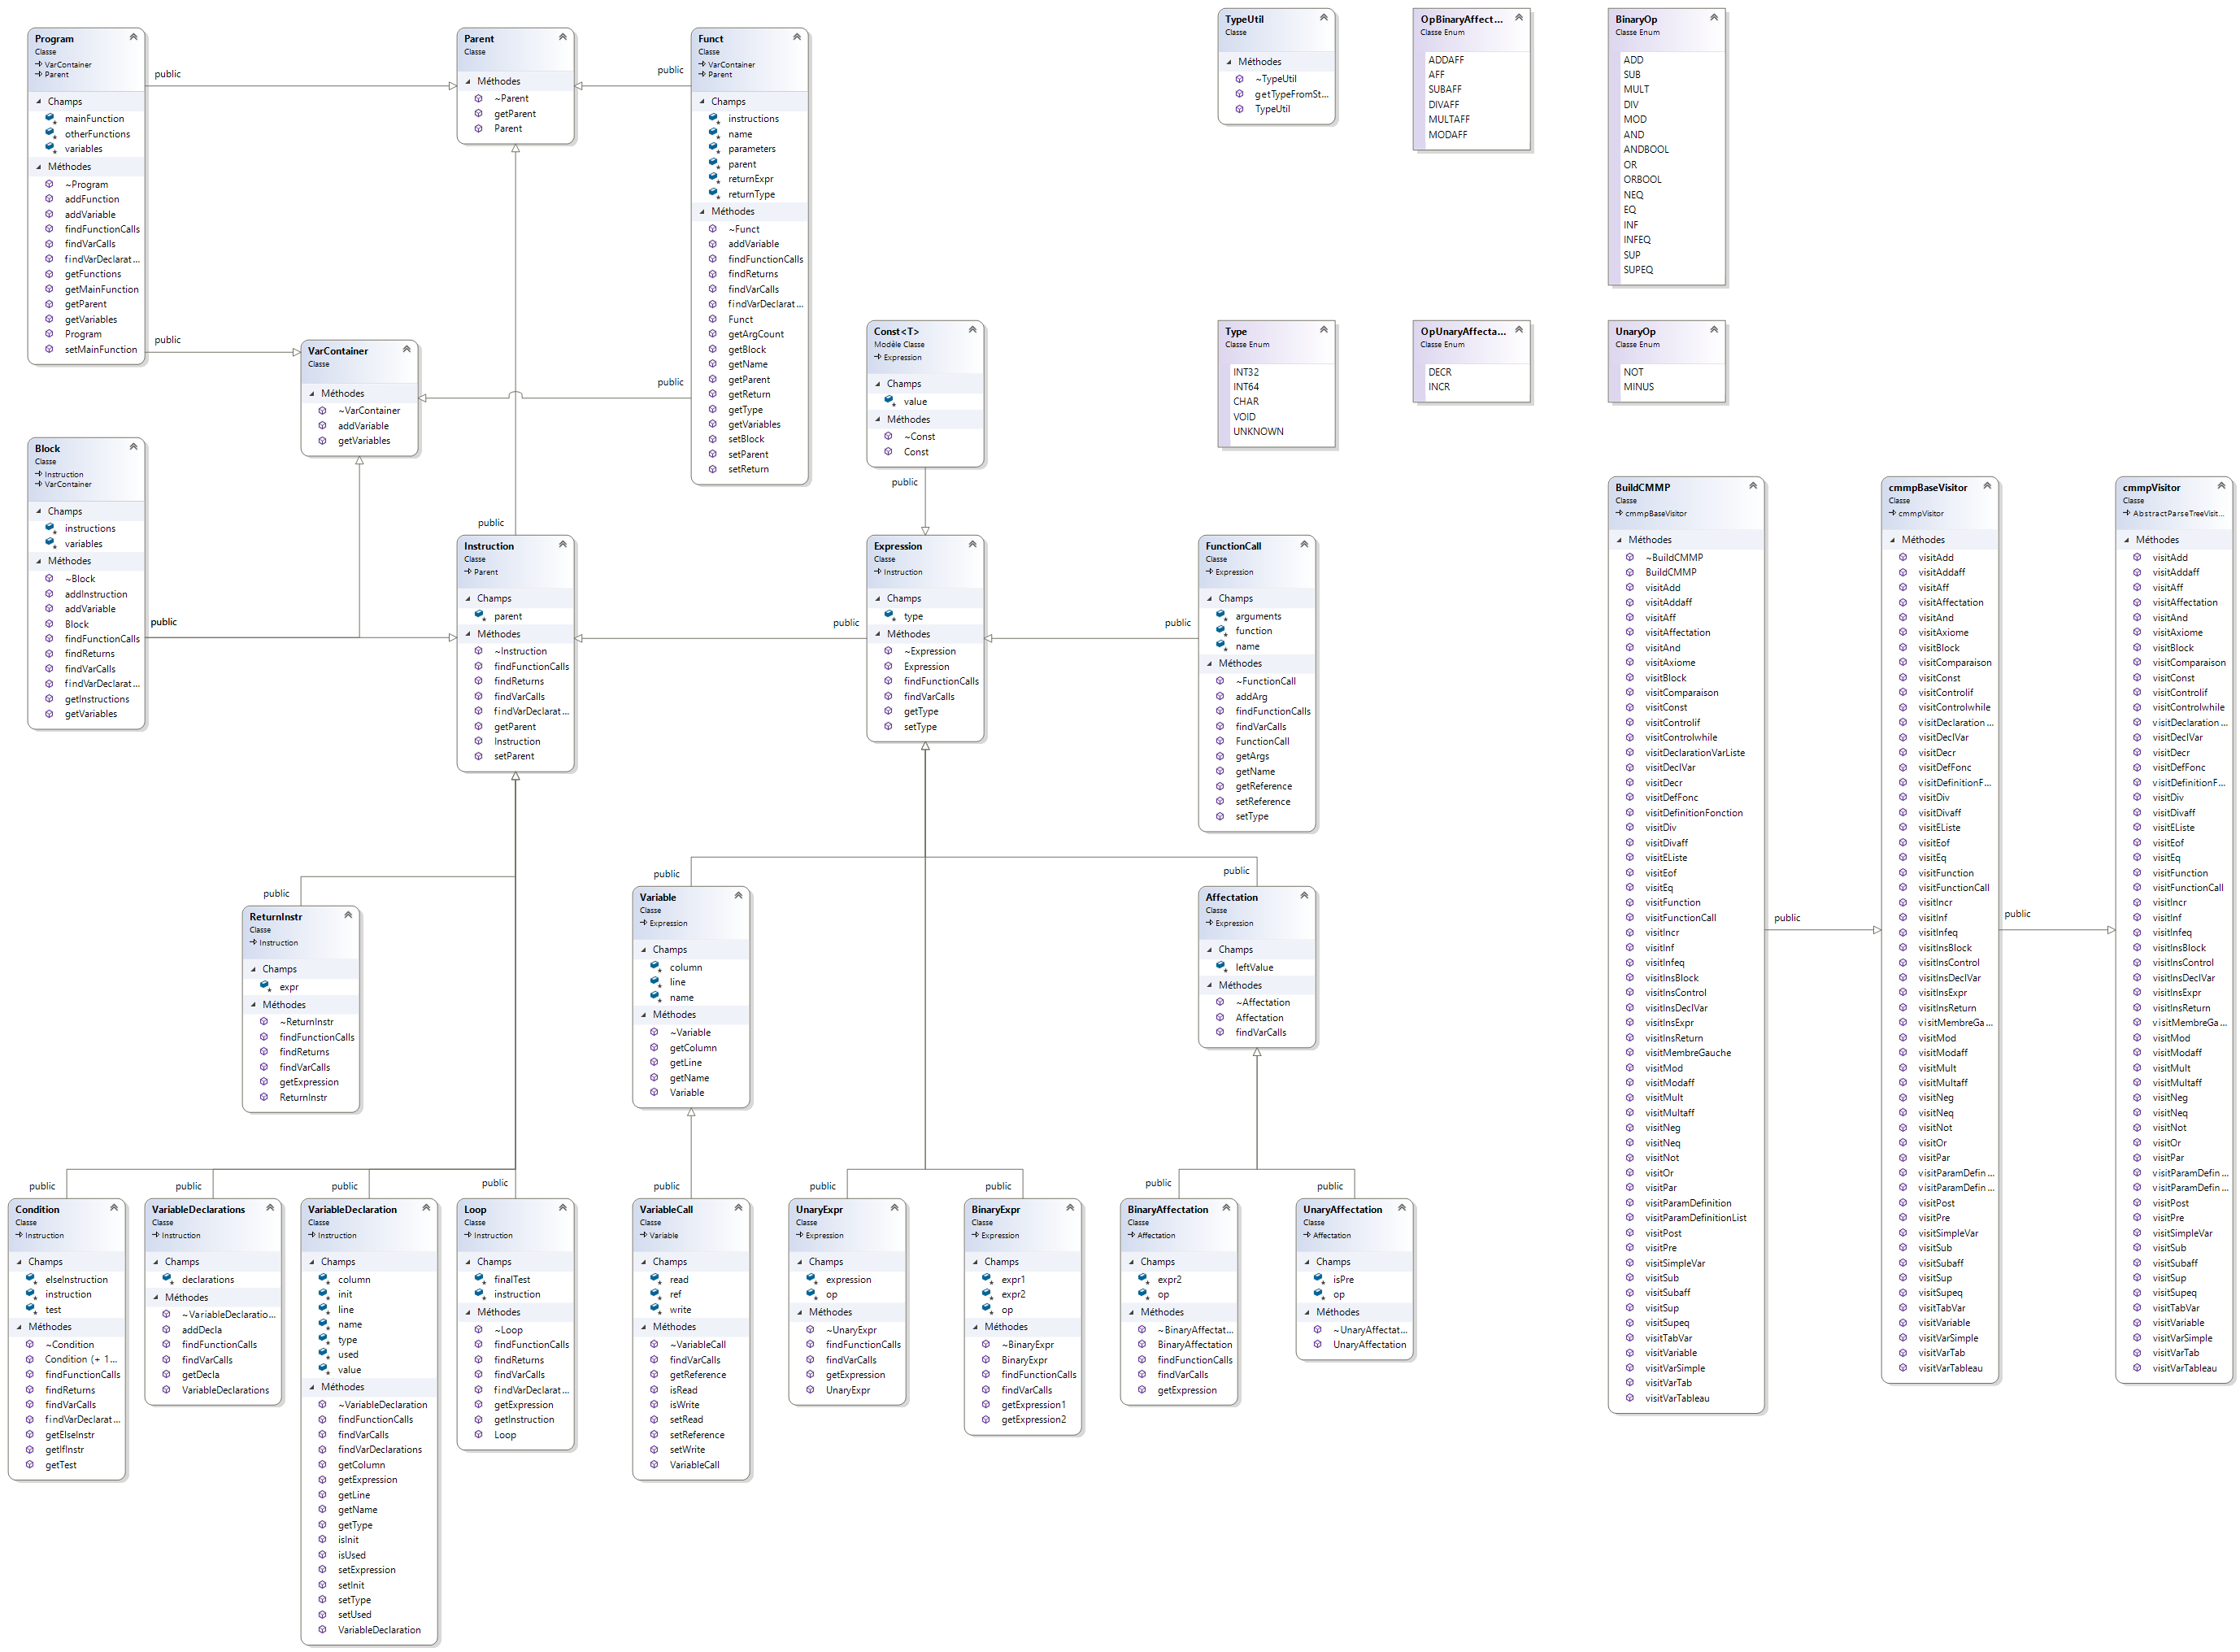 Program
Classe
VarContainer
Parent
Champs
mainFunction
otherFunctions
variables
Méthodes
~Program
addFunction
addVariable
findFunctionCalls
findVarCalls
findVarDeclarat...
getFunctions
getMainFunction
getParent
getVariables
Program
setMainFunction
public
public
Parent
Classe
Méthodes
~Parent
getParent
Parent
public
public
Funct
Classe
VarContainer
Parent
Champs
instructions
name
parameters
parent
returnExpr
returnType
Méthodes
~Funct
addVariable
findFunctionCalls
findReturns
findVarCalls
findVarDeclarat...
Funct
getArgCount
getBlock
getName
getParent
getReturn
getType
getVariables
setBlock
setParent
setReturn
VarContainer
Classe
Méthodes
~VarContainer
addVariable
getVariables
TypeUtil
Classe
Méthodes
~TypeUtil
getTypeFromSt...
TypeUtil
OpBinaryAffect...
Classe Enum
ADDAFF
AFF
SUBAFF
DIVAFF
MULTAFF
MODAFF
BinaryOp
Classe Enum
ADD
SUB
MULT
DIV
MOD
AND
ANDBOOL
OR
ORBOOL
NEQ
EQ
INF
INFEQ
SUP
SUPEQ
Const<T>
Modèle Classe
Expression
Champs
value
Méthodes
~Const
Const
public
Type
Classe Enum
INT32
INT64
CHAR
VOID
UNKNOWN
OpUnaryAffecta...
Classe Enum
DECR
INCR
UnaryOp
Classe Enum
NOT
MINUS
Block
Classe
Instruction
VarContainer
Champs
instructions
variables
Méthodes
~Block
addInstruction
addVariable
Block
findFunctionCalls
findReturns
findVarCalls
findVarDeclarat...
getInstructions
getVariables
public
public
Instruction
Classe
Parent
Champs
parent
Méthodes
~Instruction
findFunctionCalls
findReturns
findVarCalls
findVarDeclarat...
getParent
Instruction
setParent
public
Expression
Classe
Instruction
Champs
type
Méthodes
~Expression
Expression
findFunctionCalls
findVarCalls
getType
setType
public
FunctionCall
Classe
Expression
Champs
arguments
function
name
Méthodes
~FunctionCall
addArg
findFunctionCalls
findVarCalls
FunctionCall
getArgs
getName
getReference
setReference
setType
BuildCMMP
Classe
cmmpBaseVisitor
Méthodes
~BuildCMMP
BuildCMMP
visitAdd
visitAddaff
visitAff
visitAffectation
visitAnd
visitAxiome
visitBlock
visitComparaison
visitConst
visitControlif
visitControlwhile
visitDeclarationVarListe
visitDeclVar
visitDecr
visitDefFonc
visitDefinitionFonction
visitDiv
visitDivaff
visitEListe
visitEof
visitEq
visitFunction
visitFunctionCall
visitIncr
visitInf
visitInfeq
visitInsBlock
visitInsControl
visitInsDeclVar
visitInsExpr
visitInsReturn
visitMembreGauche
visitMod
visitModaff
visitMult
visitMultaff
visitNeg
visitNeq
visitNot
visitOr
visitPar
visitParamDefinition
visitParamDefinitionList
visitPost
visitPre
visitSimpleVar
visitSub
visitSubaff
visitSup
visitSupeq
visitTabVar
visitVariable
visitVarSimple
visitVarTab
visitVarTableau
public
cmmpBaseVisitor
Classe
cmmpVisitor
Méthodes
visitAdd
visitAddaff
visitAff
visitAffectation
visitAnd
visitAxiome
visitBlock
visitComparaison
visitConst
visitControlif
visitControlwhile
visitDeclaration...
visitDeclVar
visitDecr
visitDefFonc
visitDefinitionF...
visitDiv
visitDivaff
visitEListe
visitEof
visitEq
visitFunction
visitFunctionCall
visitIncr
visitInf
visitInfeq
visitInsBlock
visitInsControl
visitInsDeclVar
visitInsExpr
visitInsReturn
visitMembreGa...
visitMod
visitModaff
visitMult
visitMultaff
visitNeg
visitNeq
visitNot
visitOr
visitPar
visitParamDefin...
visitParamDefin...
visitPost
visitPre
visitSimpleVar
visitSub
visitSubaff
visitSup
visitSupeq
visitTabVar
visitVariable
visitVarSimple
visitVarTab
visitVarTableau
public
cmmpVisitor
Classe
AbstractParseTreeVisit...
Méthodes
visitAdd
visitAddaff
visitAff
visitAffectation
visitAnd
visitAxiome
visitBlock
visitComparaison
visitConst
visitControlif
visitControlwhile
visitDeclaration...
visitDeclVar
visitDecr
visitDefFonc
visitDefinitionF...
visitDiv
visitDivaff
visitEListe
visitEof
visitEq
visitFunction
visitFunctionCall
visitIncr
visitInf
visitInfeq
visitInsBlock
visitInsControl
visitInsDeclVar
visitInsExpr
visitInsReturn
visitMembreGa...
visitMod
visitModaff
visitMult
visitMultaff
visitNeg
visitNeq
visitNot
visitOr
visitPar
visitParamDefin...
visitParamDefin...
visitPost
visitPre
visitSimpleVar
visitSub
visitSubaff
visitSup
visitSupeq
visitTabVar
visitVariable
visitVarSimple
visitVarTab
visitVarTableau
public
ReturnInstr
Classe
Instruction
Champs
expr
Méthodes
~ReturnInstr
findFunctionCalls
findReturns
findVarCalls
getExpression
ReturnInstr
public
Variable
Classe
Expression
Champs
column
line
name
Méthodes
~Variable
getColumn
getLine
getName
Variable
public
Affectation
Classe
Expression
Champs
leftValue
Méthodes
~Affectation
Affectation
findVarCalls
public
Condition
Classe
Instruction
Champs
elseInstruction
instruction
test
Méthodes
~Condition
Condition (+ 1...
findFunctionCalls
findReturns
findVarCalls
findVarDeclarat...
getElseInstr
getIfInstr
getTest
public
VariableDeclarations
Classe
Instruction
Champs
declarations
Méthodes
~VariableDeclaratio...
addDecla
findFunctionCalls
findVarCalls
getDecla
VariableDeclarations
public
VariableDeclaration
Classe
Instruction
Champs
column
init
line
name
type
used
value
Méthodes
~VariableDeclaration
findFunctionCalls
findVarCalls
findVarDeclarations
getColumn
getExpression
getLine
getName
getType
isInit
isUsed
setExpression
setInit
setType
setUsed
VariableDeclaration
public
Loop
Classe
Instruction
Champs
finalTest
instruction
Méthodes
~Loop
findFunctionCalls
findReturns
findVarCalls
findVarDeclarat...
getExpression
getInstruction
Loop
public
VariableCall
Classe
Variable
Champs
read
ref
write
Méthodes
~VariableCall
findVarCalls
getReference
isRead
isWrite
setRead
setReference
setWrite
VariableCall
public
UnaryExpr
Classe
Expression
Champs
expression
op
Méthodes
~UnaryExpr
findFunctionCalls
findVarCalls
getExpression
UnaryExpr
public
BinaryExpr
Classe
Expression
Champs
expr1
expr2
op
Méthodes
~BinaryExpr
BinaryExpr
findFunctionCalls
findVarCalls
getExpression1
getExpression2
public
BinaryAffectation
Classe
Affectation
Champs
expr2
op
Méthodes
~BinaryAffectat...
BinaryAffectation
findFunctionCalls
findVarCalls
getExpression
public
UnaryAffectation
Classe
Affectation
Champs
isPre
op
Méthodes
~UnaryAffectat...
UnaryAffectation